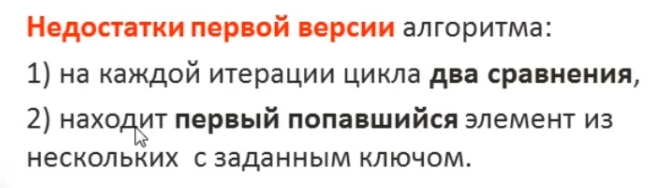 Недостатки первой версии алгоритма:
1) на каждой итерации цикла два сравнения,
2) находит первый попавшийся элемент из
нескольких с заданным ключом.